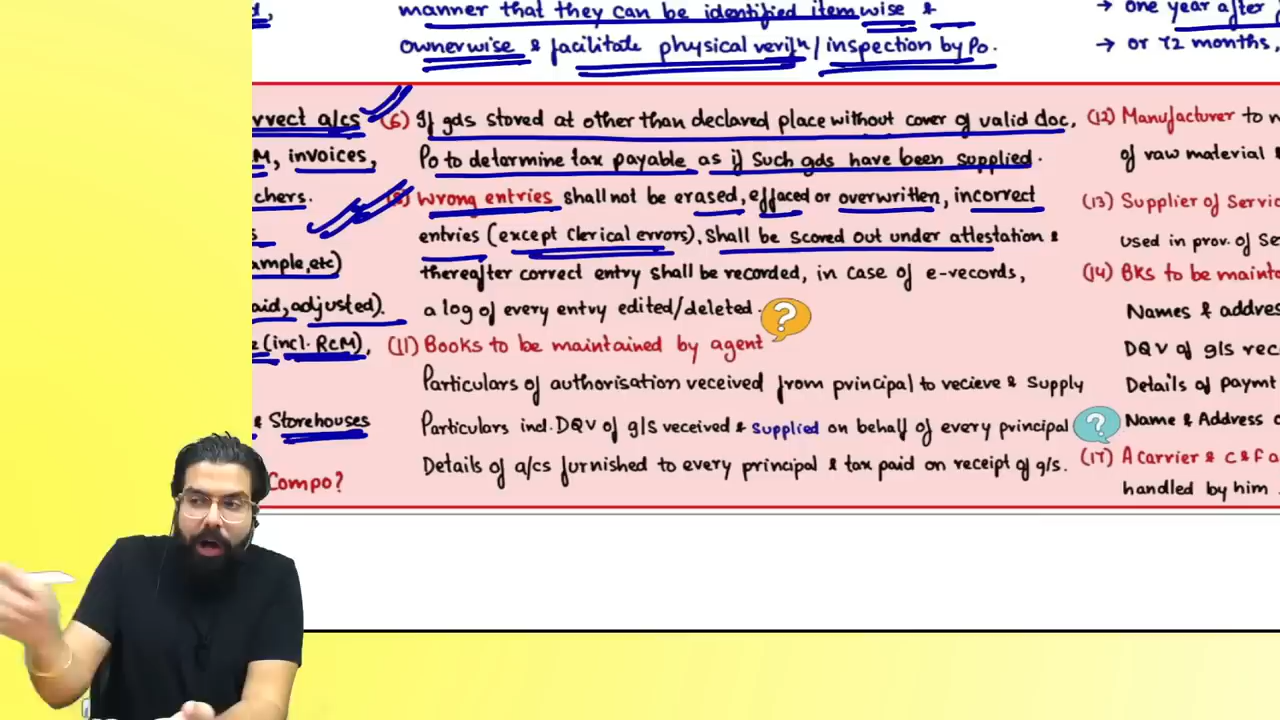 manner that they can be identified itemwise &
ownerwise & facilitate physical verifn/inspection by Po.
→ one year after
→ or 72 months,
rrect a/cs
M, invoices,
chers.
s
ample,etc)
aid, adjusted).
(incl. RCM),
& Storehouses
Compo?
(6) If gds stored at other than declared place without cover of valid doc,
Po to determine tax payable as if such gds have been supplied.
(8) Wrong entries shall not be erased, effaced or overwritten, incorrect
entries (except clerical errors), shall be scored out under attestation &
thereafter correct entry shall be recorded, in case of e-records,
a log of every entry edited/deleted.
?
(11) Books to be maintained by agent
Particulars of authorisation received from principal to recieve & supply
Particulars incl. DQV of g/s received & supplied on behalf of every principal
?
Details of a/cs furnished to every principal & tax paid on receipt of g/s.
(12) Manufacturer to
of raw material &
(13) Supplier of Servic
used in prov. of Se
(14) BKs to be mainta
Names & addres
DQV of g/s rec
Details of paymt
Name & Address
(17) A Carrier & C&F a
handled by him